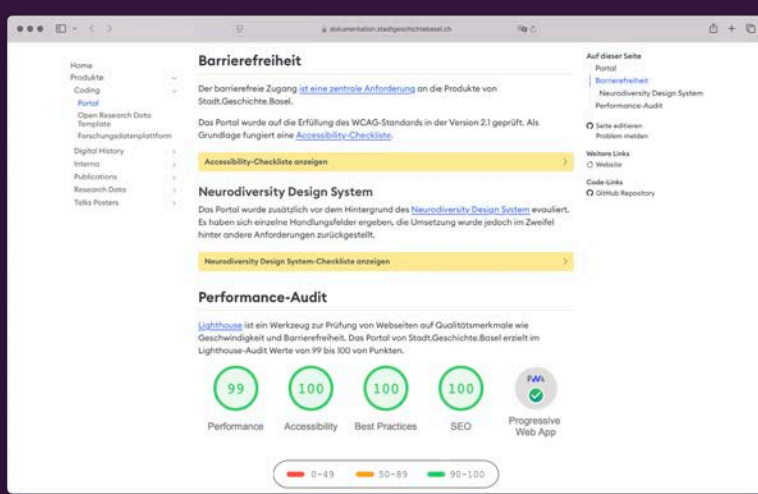 dokumentation.stadtgeschichtebasel.ch
Home
Produkte
Coding
Portal
Open Research Data
Template
Forschungsdatenplattform
Digital History
Interna
Publications
Research Data
Talks Posters
Barrierefreiheit
Der barrierefreie Zugang ist eine zentrale Anforderung an die Produkte von
Stadt.Geschichte.Basel.
Das Portal wurde auf die Erfüllung des WCAG-Standards in der Version 2.1 geprüft. Als
Grundlage fungiert eine Accessibility-Checkliste.
Accessibility-Checkliste anzeigen
Neurodiversity Design System
Das Portal wurde zusätzlich vor dem Hintergrund des Neurodiversity Design System evauliert.
Es haben sich einzelne Handlungsfelder ergeben, die Umsetzung wurde jedoch im Zweifel
hinter andere Anforderungen zurückgestellt.
Neurodiversity Design System-Checkliste anzeigen
Performance-Audit
Lighthouse ist ein Werkzeug zur Prüfung von Webseiten auf Qualitätsmerkmale wie
Geschwindigkeit und Barrierefreiheit. Das Portal von Stadt.Geschichte.Basel erzielt im
Lighthouse-Audit Werte von 99 bis 100 von Punkten.
99 100 100 100 PWA
Performance Accessibility Best Practices SEO Progressive
Web App
0-49 50-89 90-100
Auf dieser Seite
Portal
Barrierefreiheit
Neurodiversity Design System
Performance-Audit
Seite editieren
Problem melden
Weitere Links
Website
Code-Links
GitHub Repository